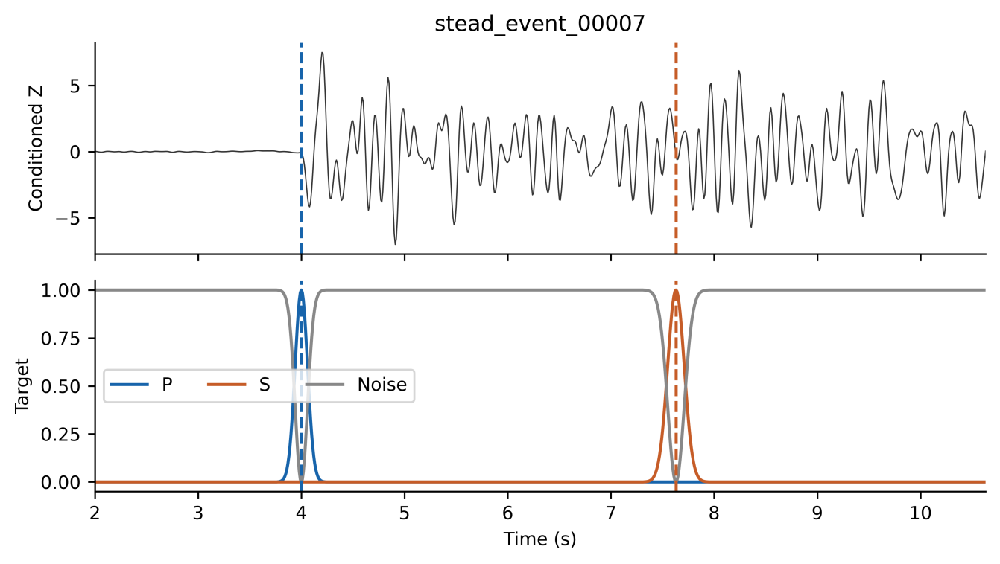 stead_event_00007
Conditioned Z
5
0
−5
Target
1.00
0.75
0.50
0.25
0.00
P S Noise
2 3 4 5 6 7 8 9 10
Time (s)